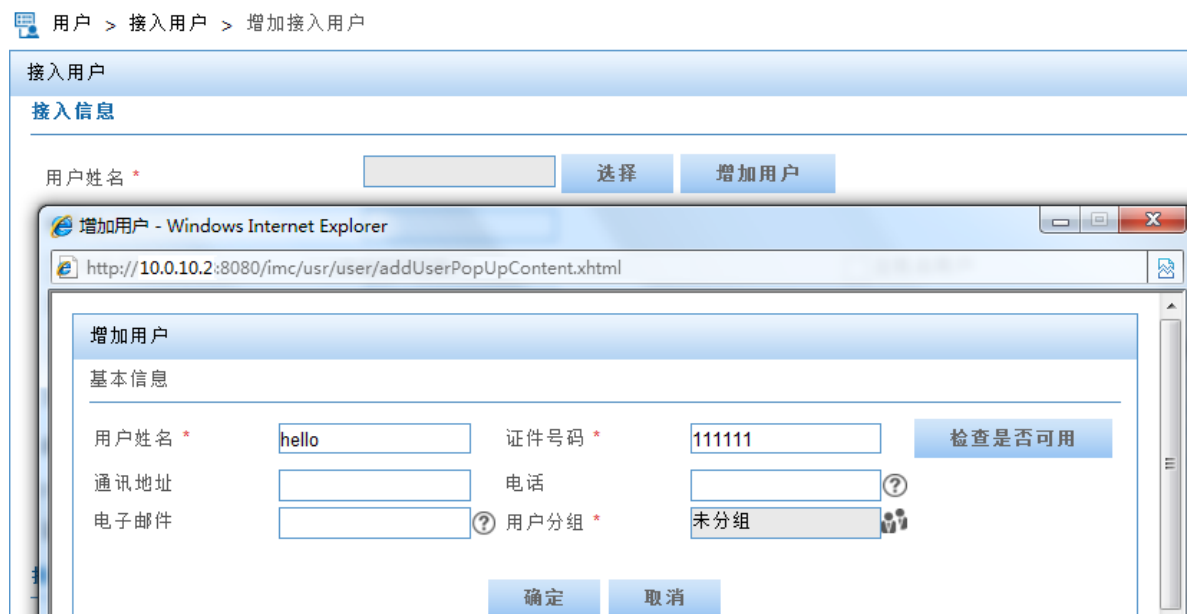 用户 > 接入用户 > 增加接入用户
接入用户
接入信息
用户姓名 * 选择 增加用户
增加用户 - Windows Internet Explorer
http://10.0.10.2:8080/imc/usr/user/addUserPopUpContent.xhtml
增加用户
基本信息
用户姓名 * hello 证件号码 * 111111 检查是否可用
通讯地址 电话
电子邮件 用户分组 * 未分组
确定 取消